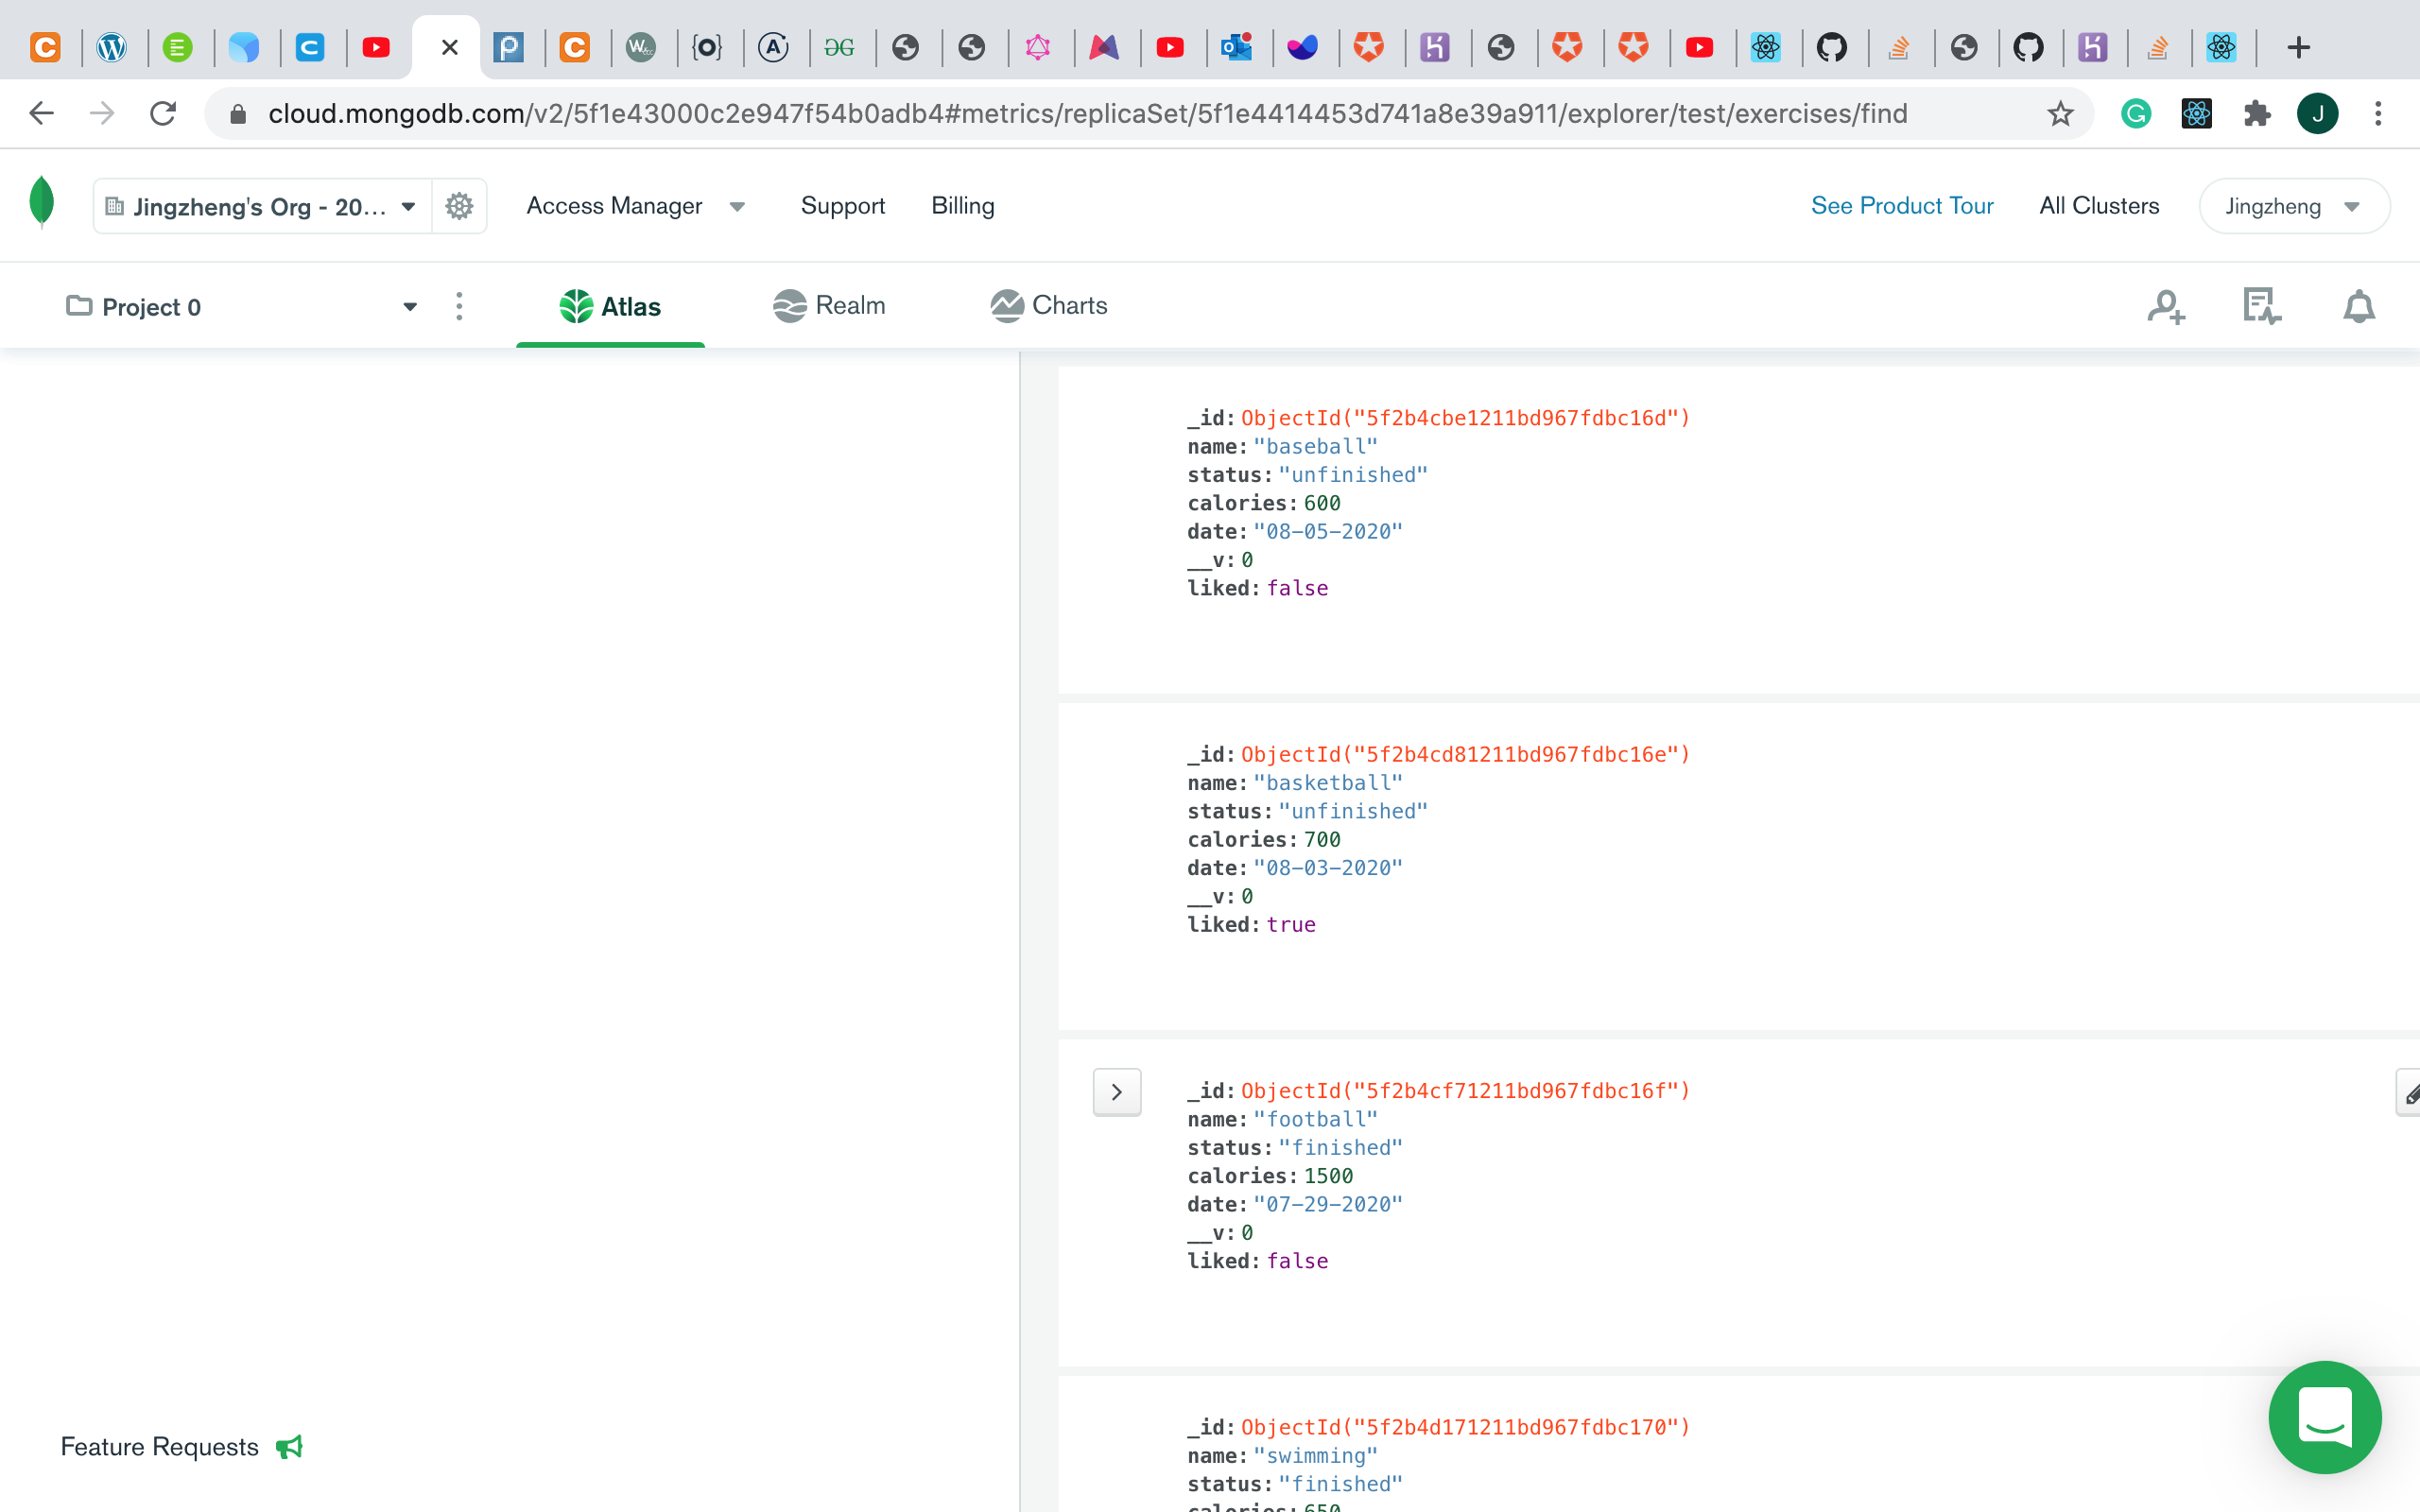 cloud.mongodb.com/v2/5f1e43000c2e947f54b0adb4#metrics/replicaSet/5f1e4414453d741a8e39a911/explorer/test/exercises/find
J
Jingzheng's Org - 20...
Access Manager
Support
Billing
See Product Tour
All Clusters
Jingzheng
Project 0
Atlas
Realm
Charts
_id: ObjectId("5f2b4cbe1211bd967fdbc16d")
name: "baseball"
status: "unfinished"
calories: 600
date: "08-05-2020"
__v: 0
liked: false
_id: ObjectId("5f2b4cd81211bd967fdbc16e")
name: "basketball"
status: "unfinished"
calories: 700
date: "08-03-2020"
__v: 0
liked: true
_id: ObjectId("5f2b4cf71211bd967fdbc16f")
name: "football"
status: "finished"
calories: 1500
date: "07-29-2020"
__v: 0
liked: false
_id: ObjectId("5f2b4d171211bd967fdbc170")
name: "swimming"
status: "finished"
calories: 650
Feature Requests